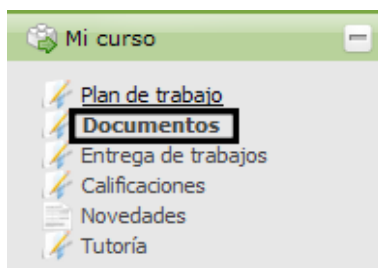 Mi curso
Plan de trabajo
Documentos
Entrega de trabajos
Calificaciones
Novedades
Tutoría